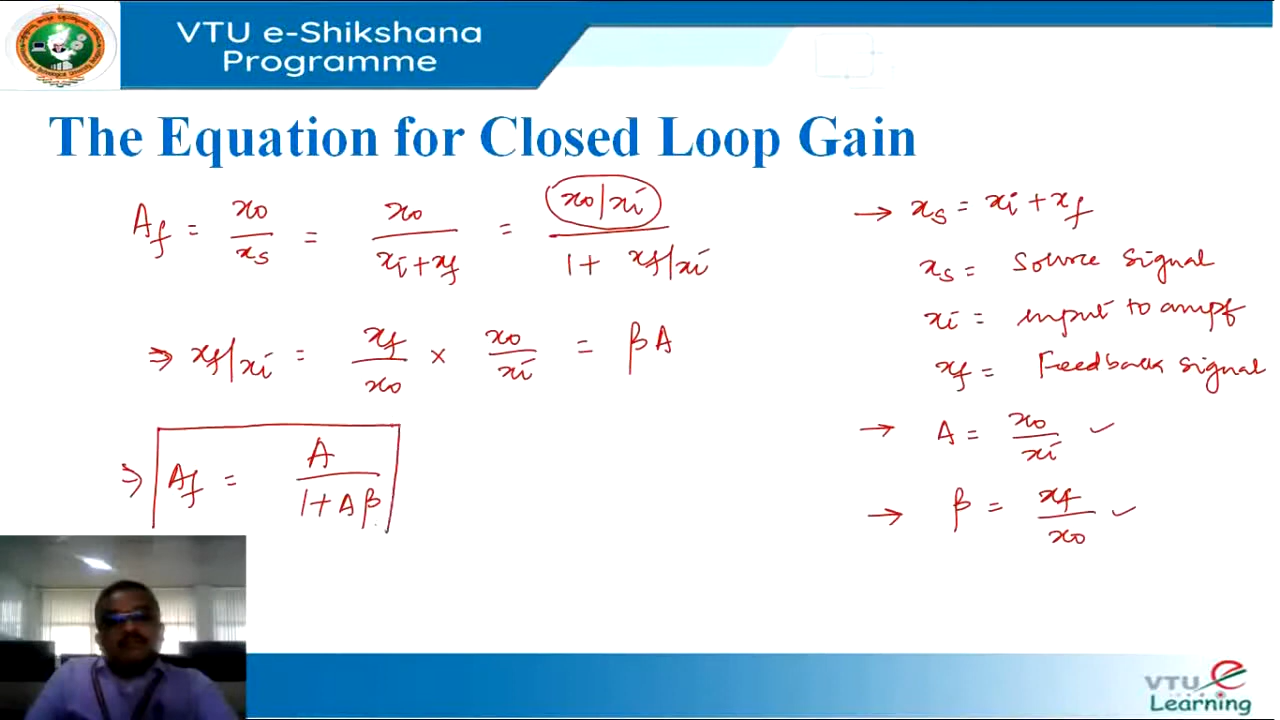 VTU e-Shikshana
Programme
The Equation for Closed Loop Gain
Af = xo/xs = xo/(xi+xf) = (xo|xi)/(1+ xf|xi)
⇒ xf|xi = xf/xo × xo/xi = βA
⇒ Af = A/(1+Aβ)
→ xs = xi + xf
xs = Source signal
xi = input to ampf
xf = Feedback signal
→ A = xo/xi ✓
→ β = xf/xo ✓
VTU e
Learning